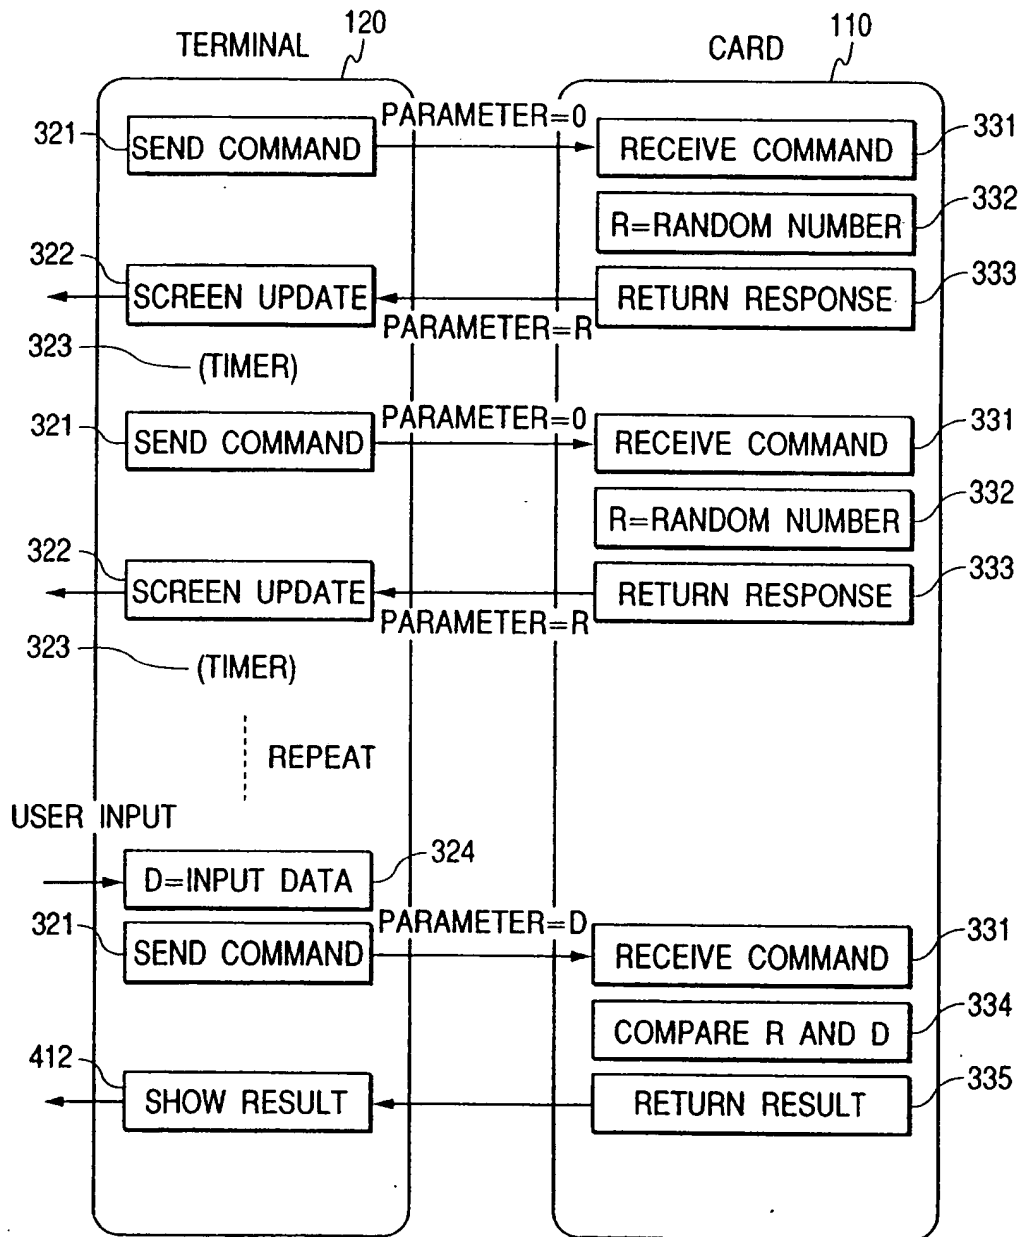 TERMINAL
120
CARD
110
PARAMETER=0
321
SEND COMMAND
RECEIVE COMMAND
331
R=RANDOM NUMBER
332
322
SCREEN UPDATE
RETURN RESPONSE
333
PARAMETER=R
323
(TIMER)
PARAMETER=0
321
SEND COMMAND
RECEIVE COMMAND
331
R=RANDOM NUMBER
332
322
SCREEN UPDATE
RETURN RESPONSE
333
PARAMETER=R
323
(TIMER)
REPEAT
USER INPUT
D=INPUT DATA
324
PARAMETER=D
321
SEND COMMAND
RECEIVE COMMAND
331
COMPARE R AND D
334
412
SHOW RESULT
RETURN RESULT
335